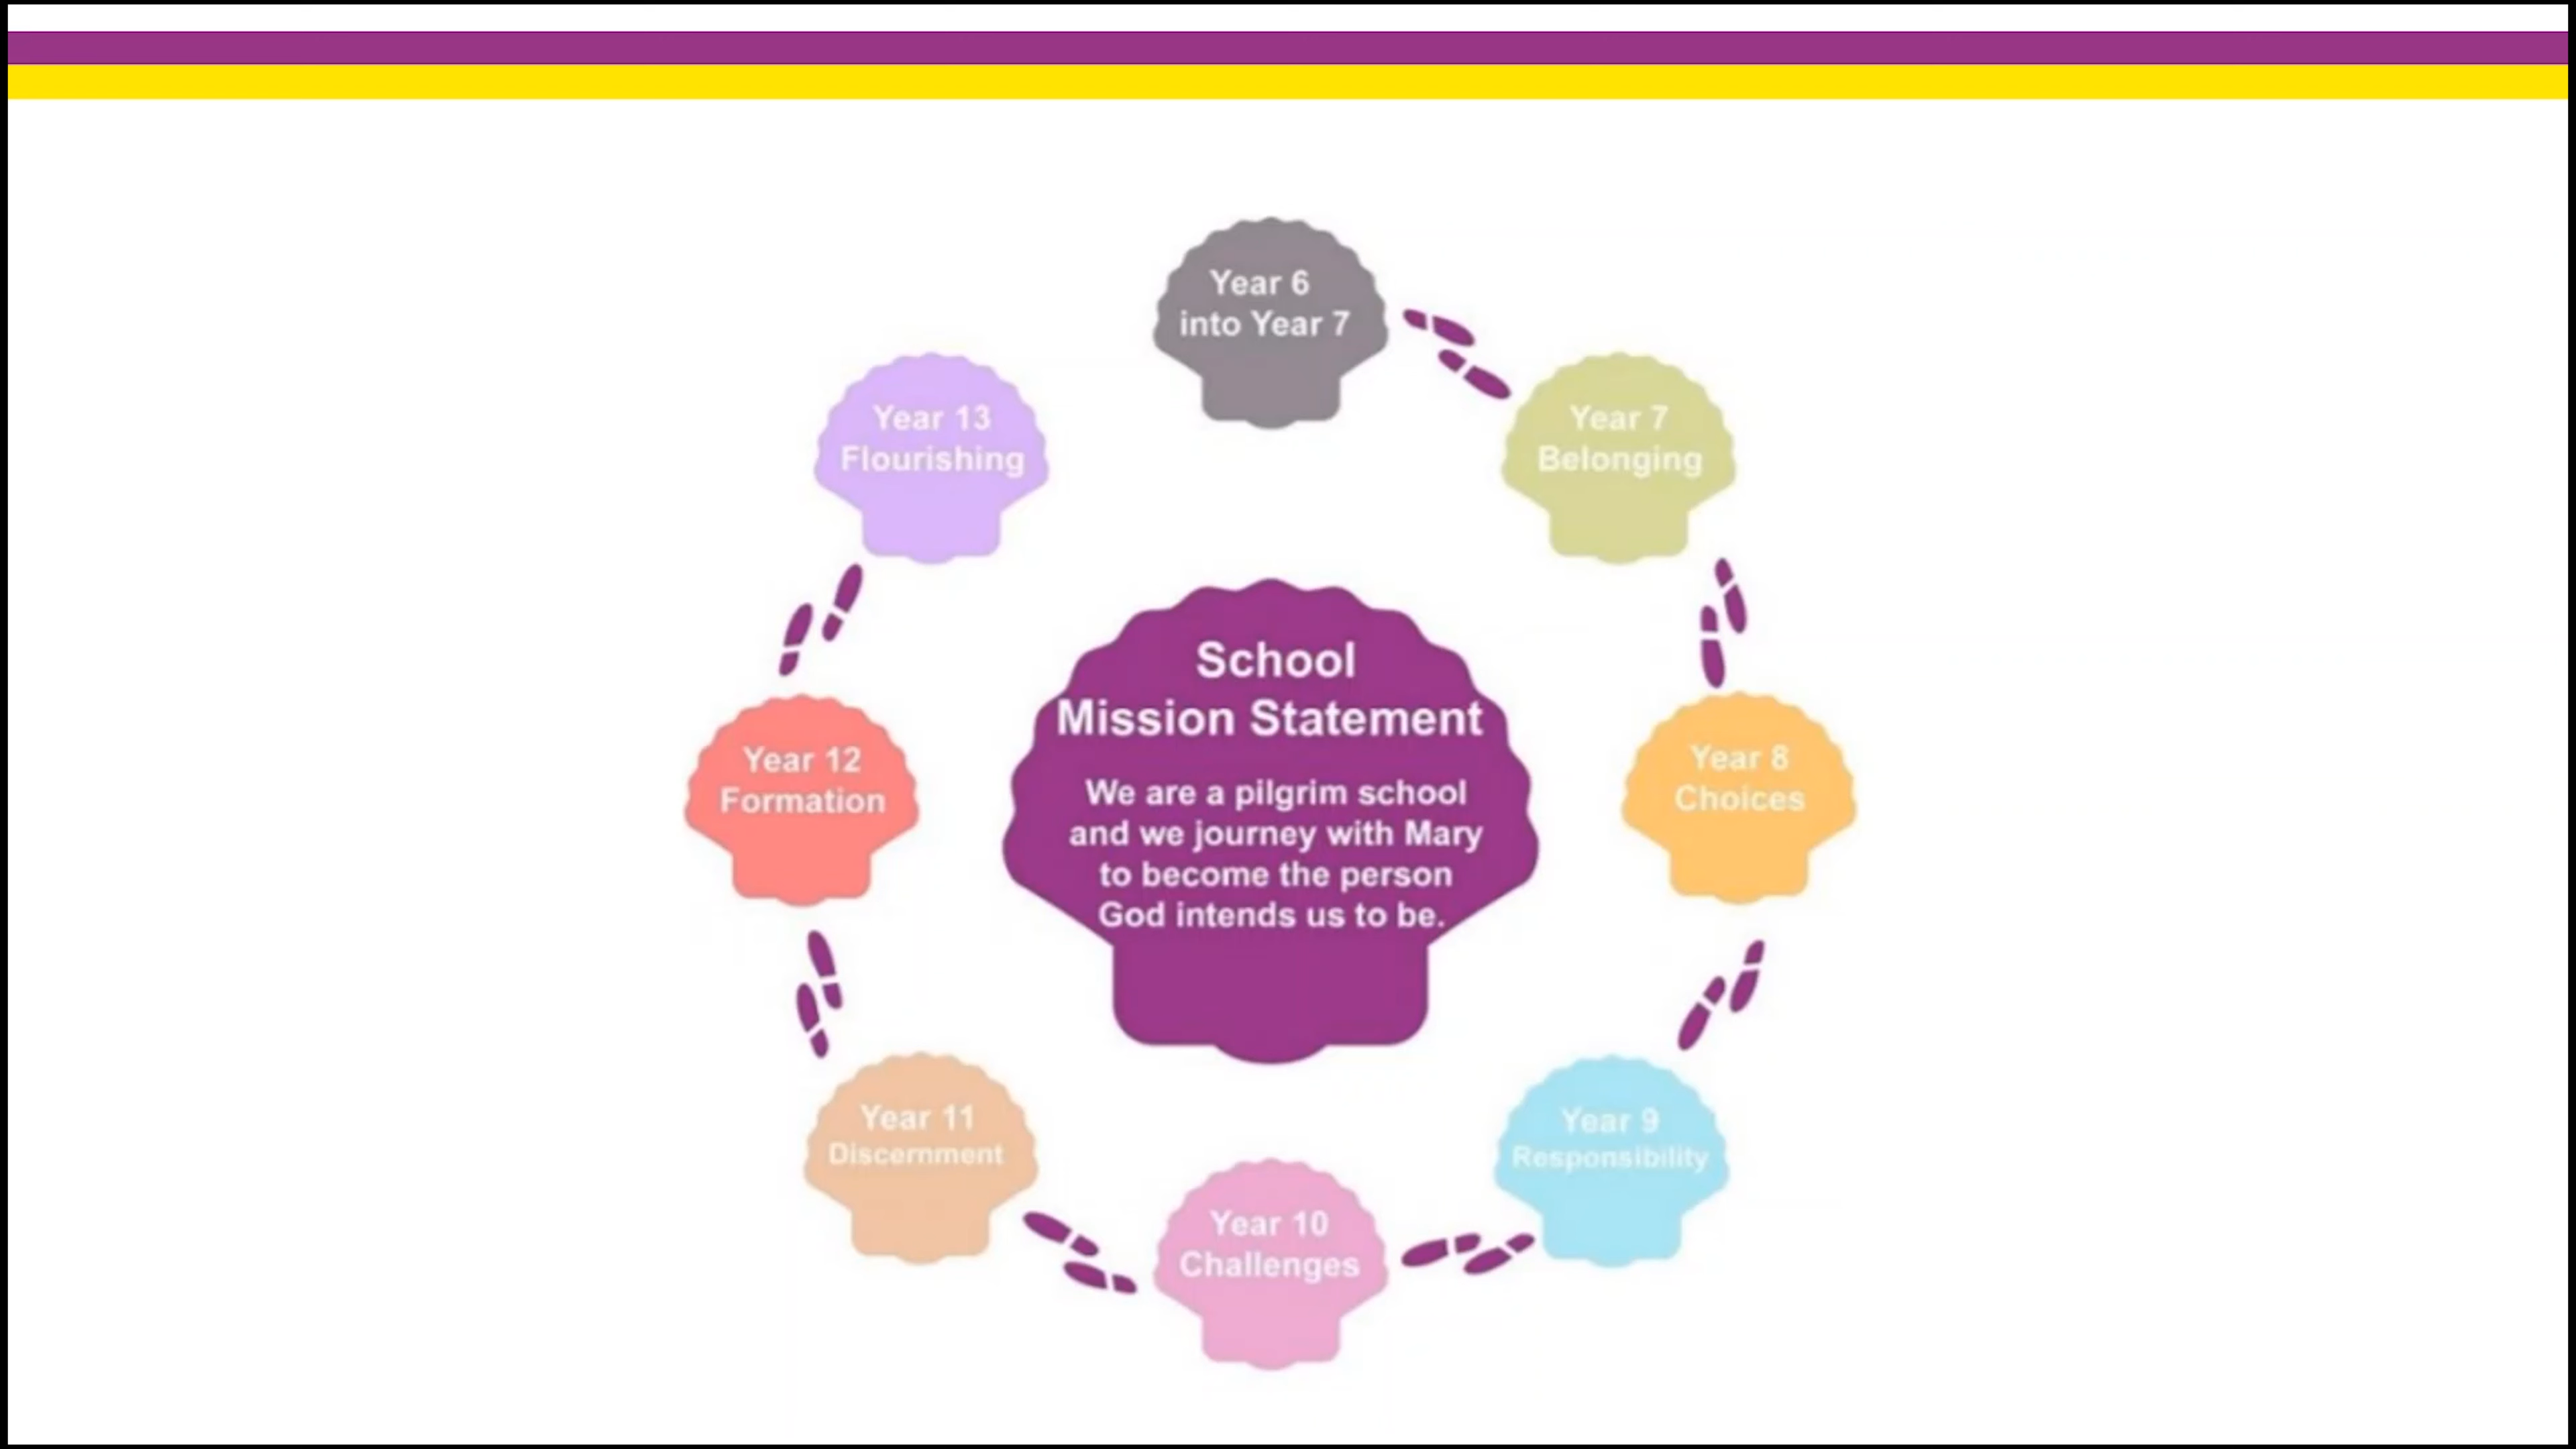 Year 6
into Year 7
Year 7
Belonging
Year 8
Choices
Year 9
Responsibility
Year 10
Challenges
Year 11
Discernment
Year 12
Formation
Year 13
Flourishing
School
Mission Statement
We are a pilgrim school
and we journey with Mary
to become the person
God intends us to be.